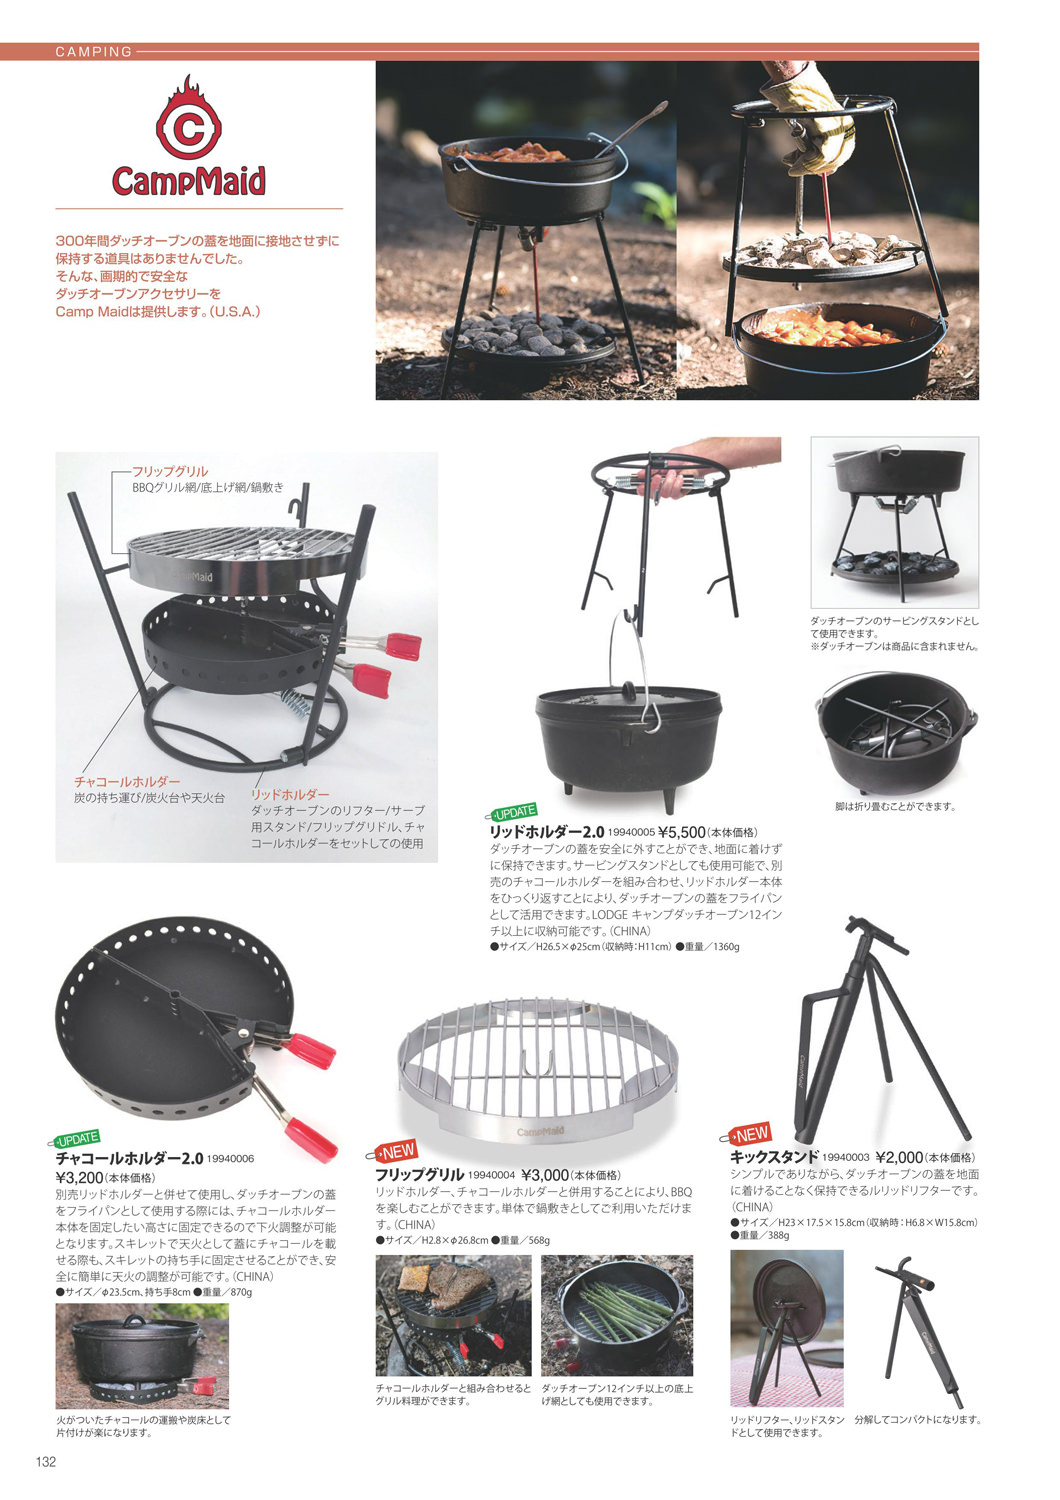 CAMPING
C
CampMaid
300年間ダッチオーブンの蓋を地面に接地させずに
保持する道具はありませんでした。
そんな、画期的で安全な
ダッチオーブンアクセサリーを
Camp Maidは提供します。（U.S.A.）
フリップグリル
BBQグリル網/底上げ網/鍋敷き
チャコールホルダー
炭の持ち運び/炭火台や天火台
リッドホルダー
ダッチオーブンのリフター/サーブ
用スタンド/フリップグリドル、チャ
コールホルダーをセットしての使用
ダッチオーブンのサービングスタンドとし
て使用できます。
※ダッチオーブンは商品に含まれません。
脚は折り畳むことができます。
UPDATE
リッドホルダー2.0 19940005 ¥5,500（本体価格）
ダッチオーブンの蓋を安全に外すことができ、地面に着けず
に保持できます。サービングスタンドとしても使用可能で、別
売のチャコールホルダーを組み合わせ、リッドホルダー本体
をひっくり返すことにより、ダッチオーブンの蓋をフライパン
として活用できます。LODGE キャンプダッチオーブン12イン
チ以上に収納可能です。（CHINA）
●サイズ／H26.5×φ25cm（収納時：H11cm） ●重量／1360g
UPDATE
チャコールホルダー2.0 19940006
¥3,200（本体価格）
別売リッドホルダーと併せて使用し、ダッチオーブンの蓋
をフライパンとして使用する際には、チャコールホルダー
本体を固定したい高さに固定できるので下火調整が可能
となります。スキレットで天火として蓋にチャコールを載
せる際も、スキレットの持ち手に固定させることができ、安
全に簡単に天火の調整が可能です。（CHINA）
●サイズ／φ23.5cm、持ち手8cm ●重量／870g
火がついたチャコールの運搬や炭床として
片付けが楽になります。
CampMaid
NEW
フリップグリル 19940004 ¥3,000（本体価格）
リッドホルダー、チャコールホルダーと併用することにより、BBQ
を楽しむことができます。単体で鍋敷きとしてご利用いただけま
す。（CHINA）
●サイズ／H2.8×φ26.8cm ●重量／568g
チャコールホルダーと組み合わせると
グリル料理ができます。
ダッチオーブン12インチ以上の底上
げ網としても使用できます。
CampMaid
NEW
キックスタンド 19940003 ¥2,000（本体価格）
シンプルでありながら、ダッチオーブンの蓋を地面
に着けることなく保持できるルリッドリフターです。
（CHINA）
●サイズ／H23×17.5×15.8cm（収納時：H6.8×W15.8cm）
●重量／388g
リッドリフター、リッドスタン
ドとして使用できます。
分解してコンパクトになります。
132